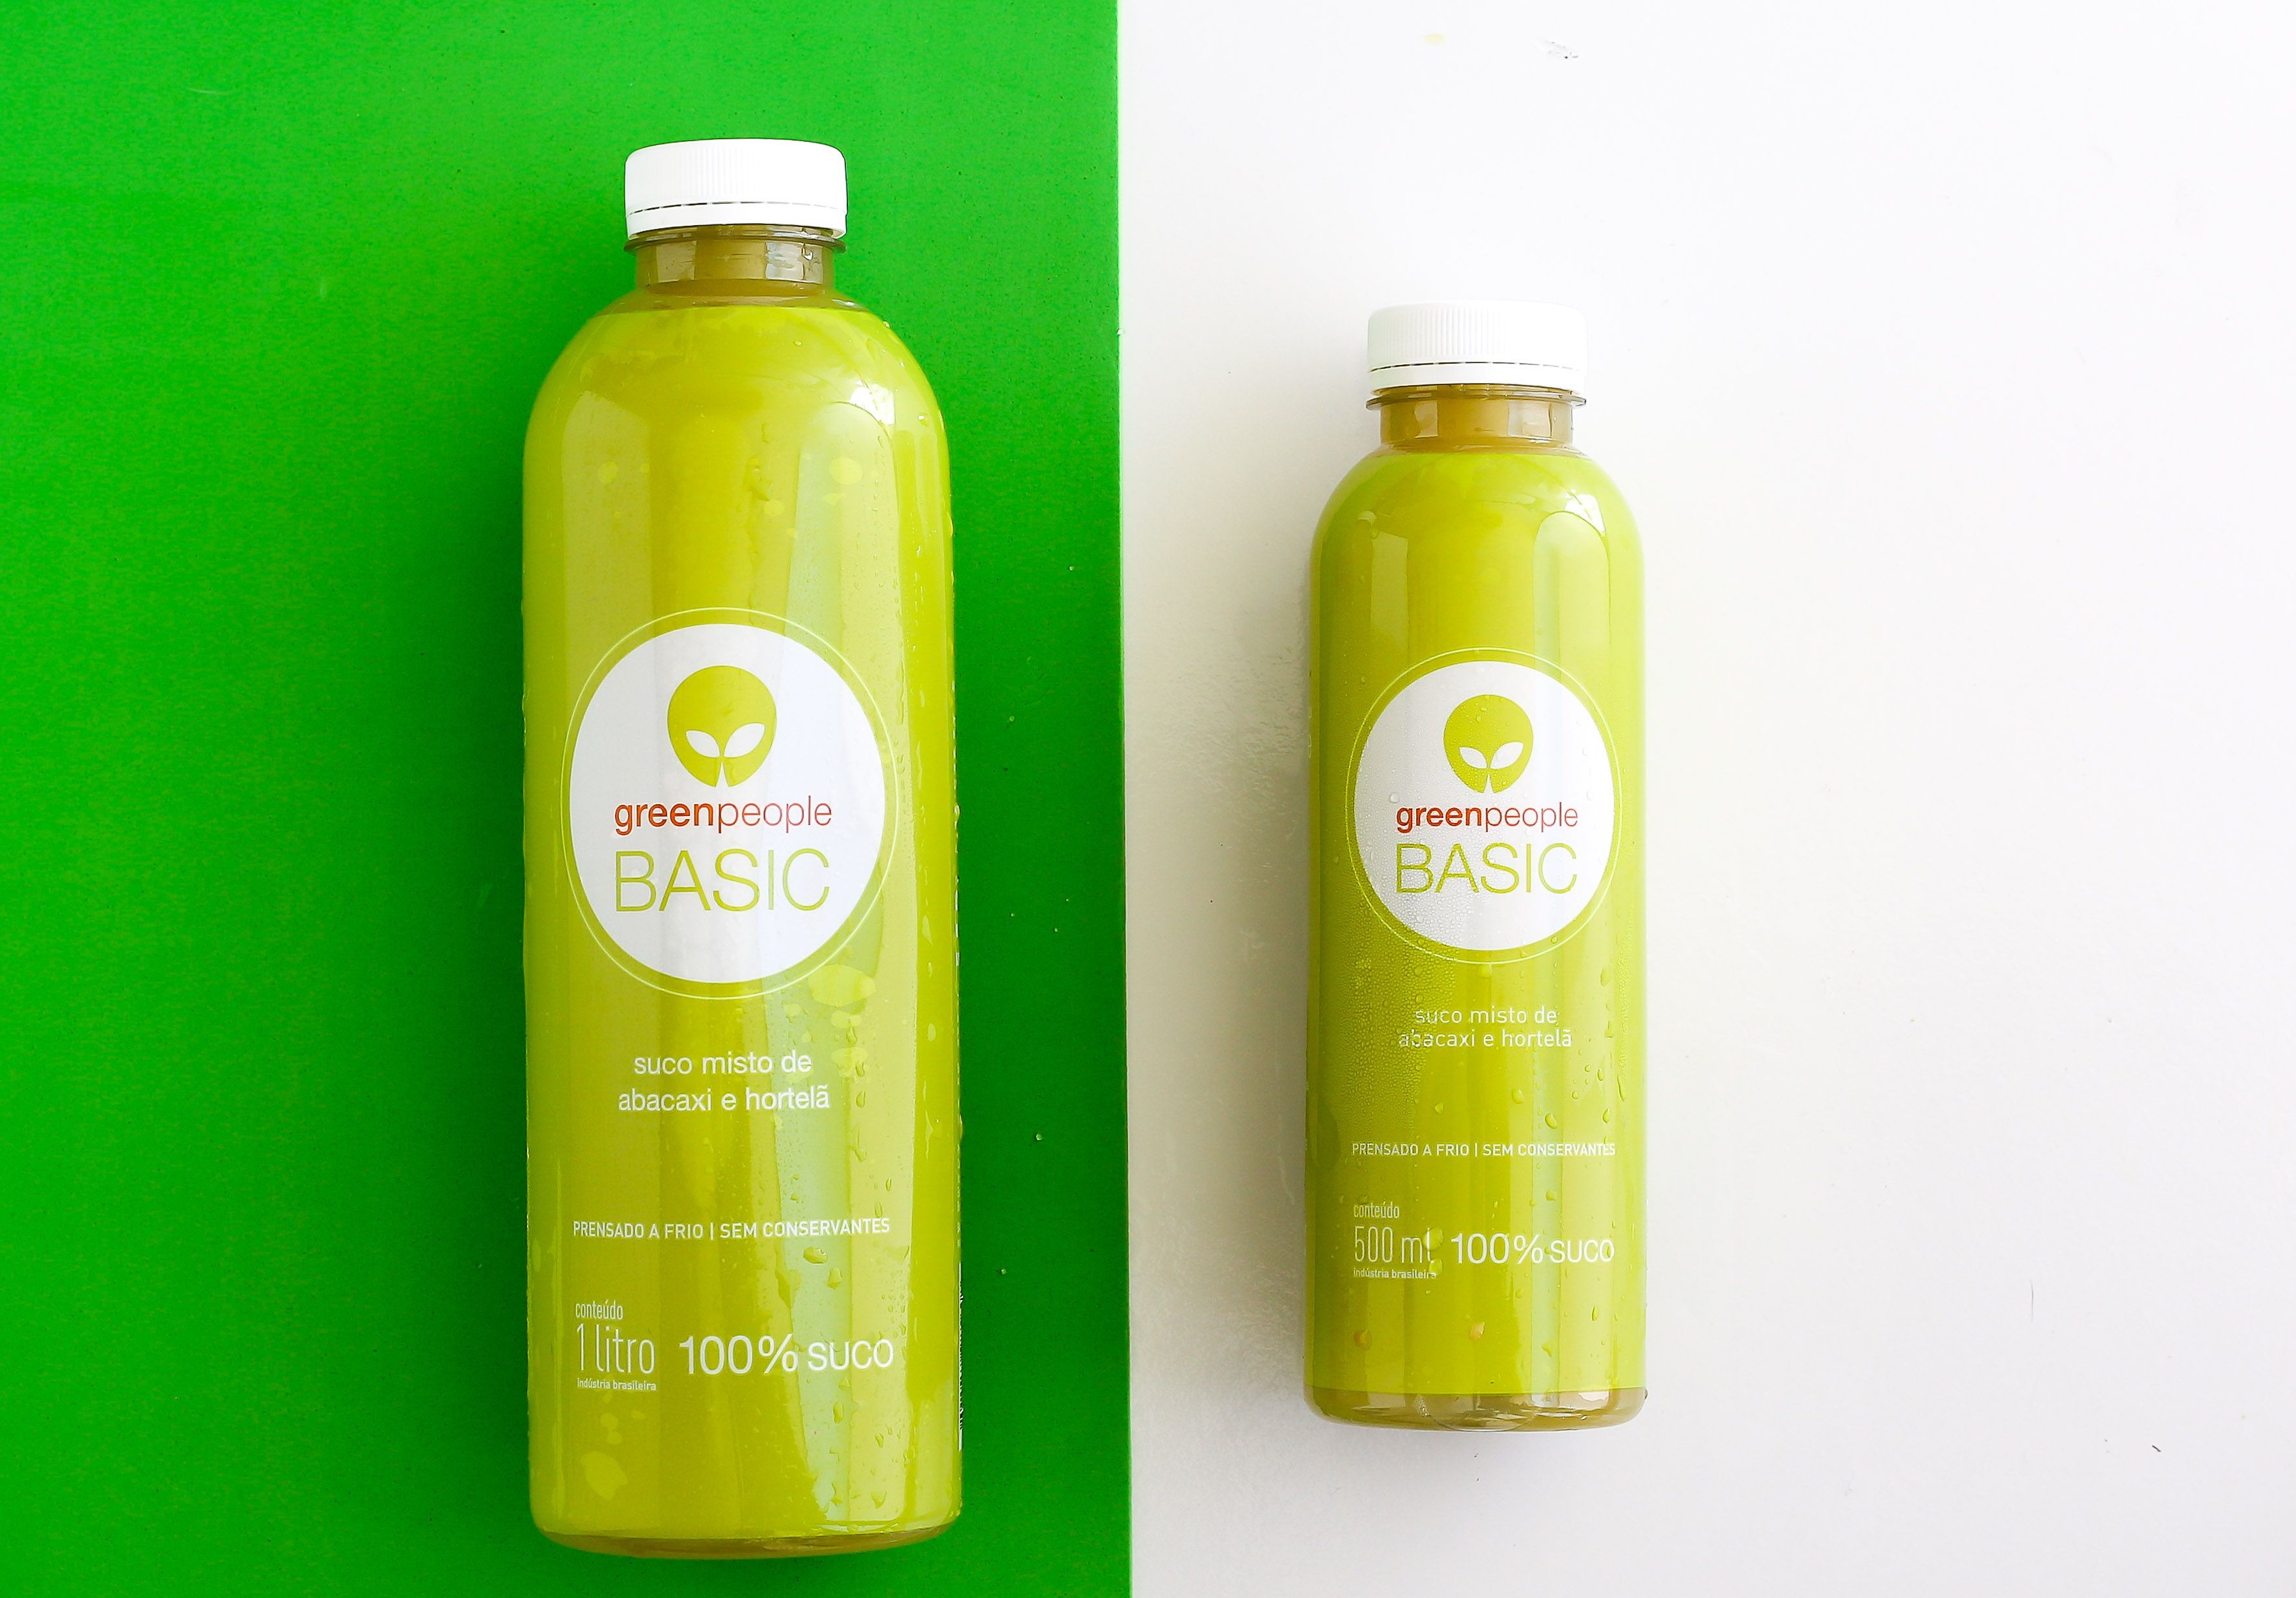 greenpeople
BASIC
suco misto de
abacaxi e hortelã
PRENSADO A FRIO | SEM CONSERVANTES
conteúdo
1 litro
Indústria brasileira
100% SUCO
greenpeople
BASIC
suco misto de
abacaxi e hortelã
PRENSADO A FRIO | SEM CONSERVANTES
conteúdo
500 ml
Indústria brasileira
100% SUCO